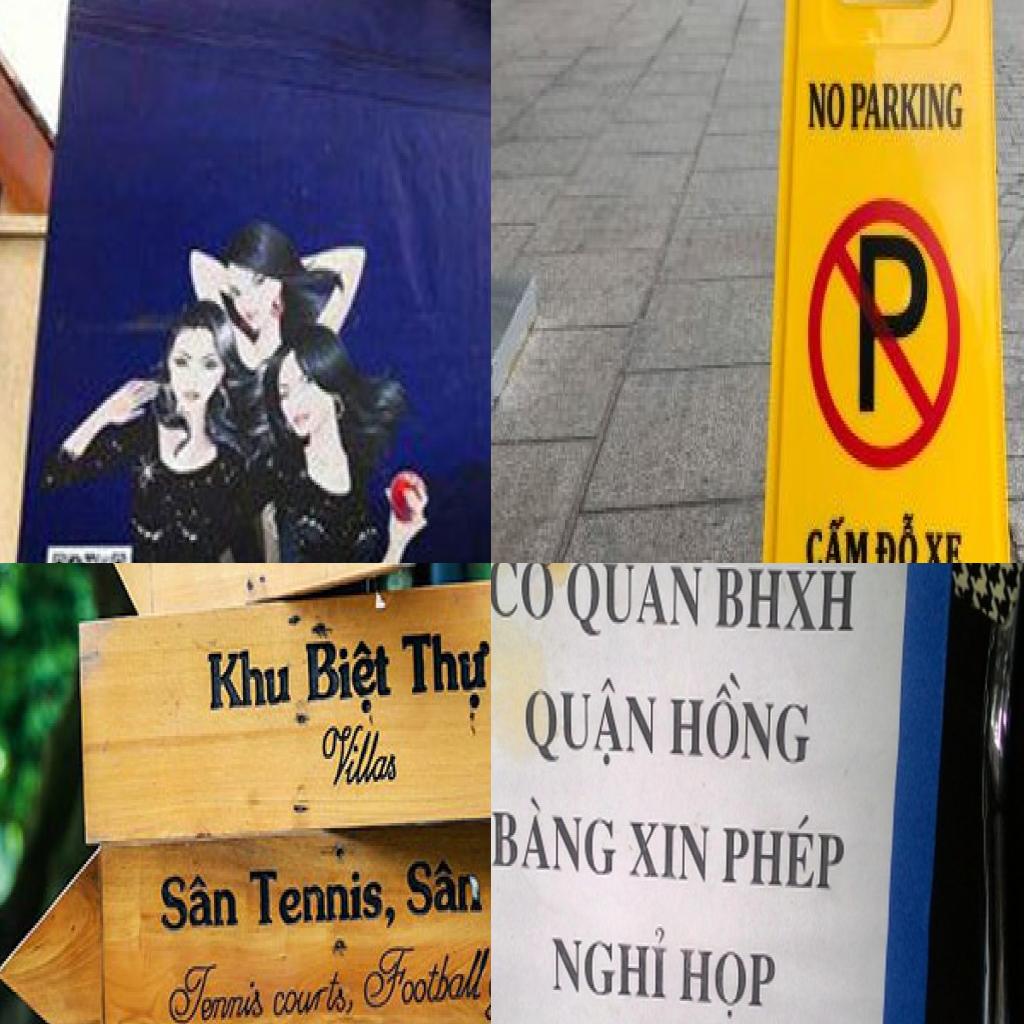 NO PARKING
P
CẤM ĐỖ XE
Khu Biệt Thự
Villas
Sân Tennis, Sân
Tennis courts, Football
CƠ QUAN BHXH
QUẬN HỒNG
BÀNG XIN PHÉP
NGHỈ HỌP